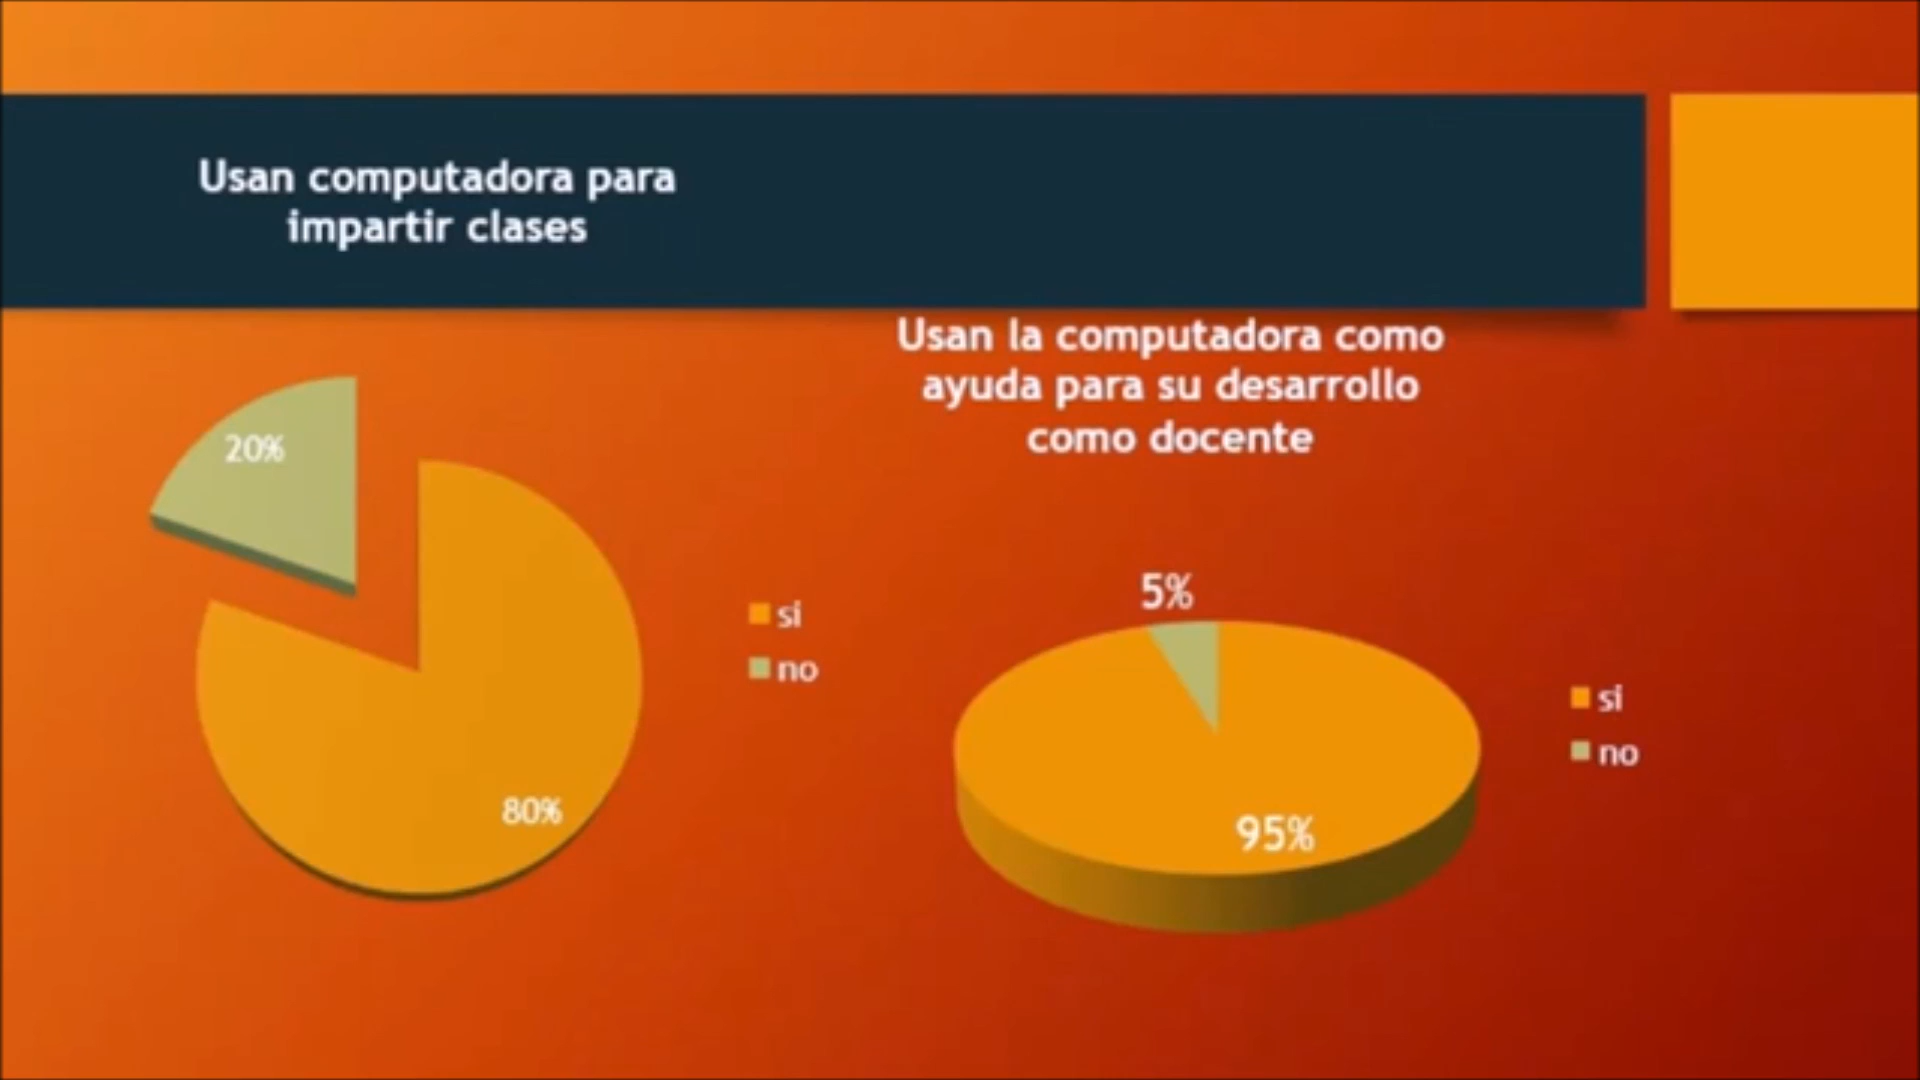 Usan computadora para
impartir clases
20%
80%
si
no
Usan la computadora como
ayuda para su desarrollo
como docente
5%
95%
si
no